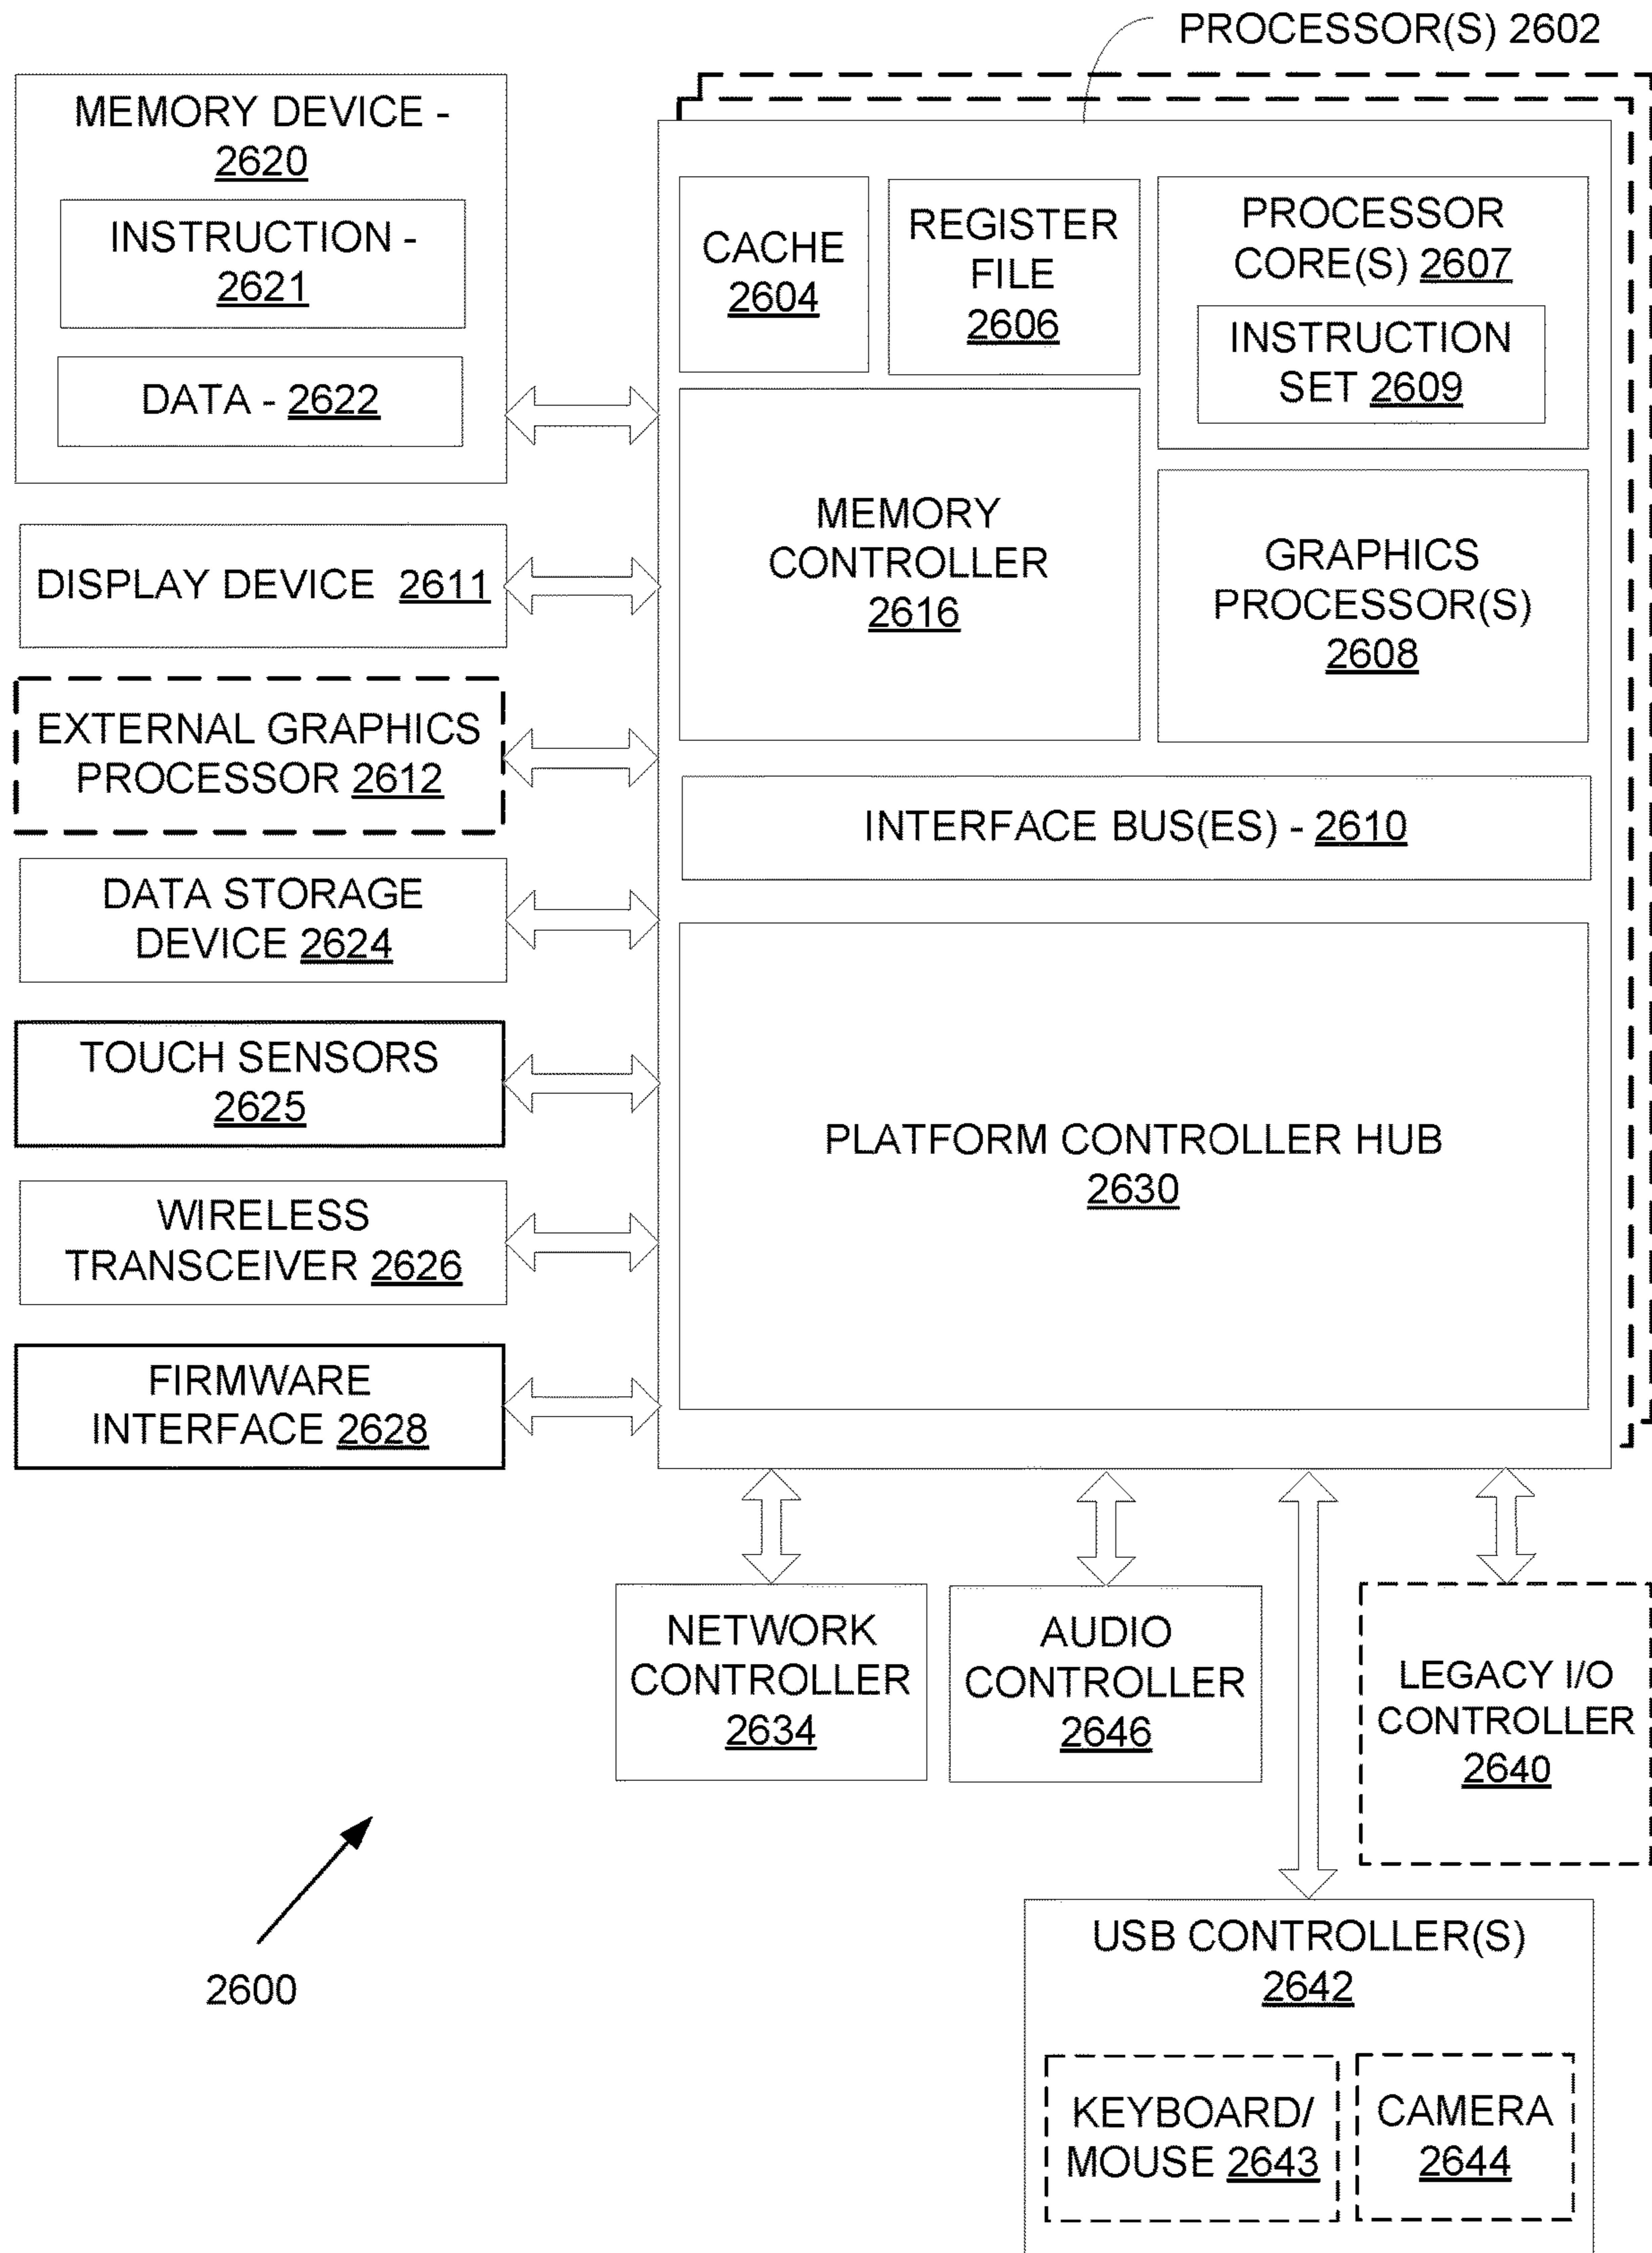 PROCESSOR(S) 2602
MEMORY DEVICE -
2620
INSTRUCTION -
2621
DATA - 2622
DISPLAY DEVICE 2611
EXTERNAL GRAPHICS
PROCESSOR 2612
DATA STORAGE
DEVICE 2624
TOUCH SENSORS
2625
WIRELESS
TRANSCEIVER 2626
FIRMWARE
INTERFACE 2628
CACHE
2604
REGISTER
FILE
2606
PROCESSOR
CORE(S) 2607
INSTRUCTION
SET 2609
MEMORY
CONTROLLER
2616
GRAPHICS
PROCESSOR(S)
2608
INTERFACE BUS(ES) - 2610
PLATFORM CONTROLLER HUB
2630
NETWORK
CONTROLLER
2634
AUDIO
CONTROLLER
2646
LEGACY I/O
CONTROLLER
2640
USB CONTROLLER(S)
2642
KEYBOARD/
MOUSE 2643
CAMERA
2644
2600